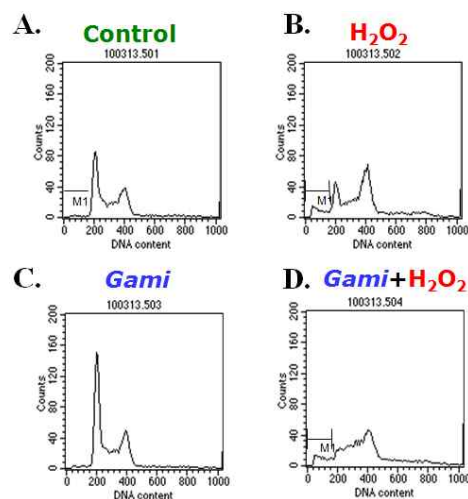 A. Control
100313.501
Counts
200
160
120
80
40
0
M1
0 200 400 600 800 1000
DNA content
B. H₂O₂
100313.502
Counts
200
160
120
80
40
0
M1
0 200 400 600 800 1000
DNA content
C. Gami
100313.503
Counts
200
160
120
80
40
0
0 200 400 600 800 1000
DNA content
D. Gami+H₂O₂
100313.504
Counts
200
160
120
80
40
0
M1
0 200 400 600 800 1000
DNA content